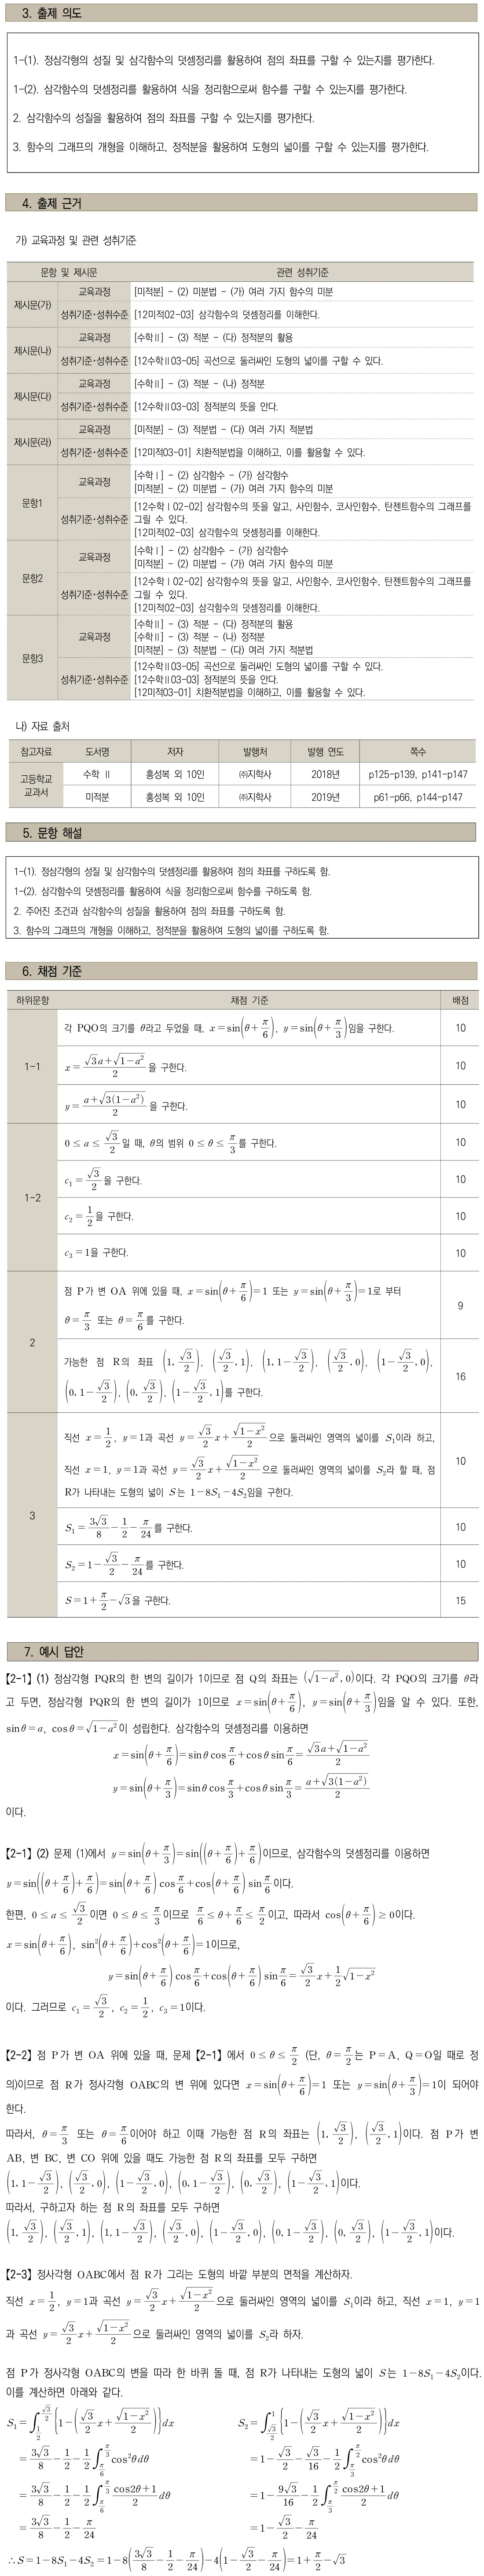 3. 출제 의도
1-(1). 정삼각형의 성질 및 삼각함수의 덧셈정리를 활용하여 점의 좌표를 구할 수 있는지를 평가한다.
1-(2). 삼각함수의 덧셈정리를 활용하여 식을 정리함으로써 함수를 구할 수 있는지를 평가한다.
2. 삼각함수의 성질을 활용하여 점의 좌표를 구할 수 있는지를 평가한다.
3. 함수의 그래프의 개형을 이해하고, 정적분을 활용하여 도형의 넓이를 구할 수 있는지를 평가한다.
4. 출제 근거
가) 교육과정 및 관련 성취기준
문항 및 제시문 관련 성취기준
제시문(가) 교육과정 [미적분] - (2) 미분법 - (가) 여러 가지 함수의 미분
성취기준·성취수준 [12미적02-03] 삼각함수의 덧셈정리를 이해한다.
제시문(나) 교육과정 [수학Ⅱ] - (3) 적분 - (다) 정적분의 활용
성취기준·성취수준 [12수학Ⅱ03-05] 곡선으로 둘러싸인 도형의 넓이를 구할 수 있다.
제시문(다) 교육과정 [수학Ⅱ] - (3) 적분 - (나) 정적분
성취기준·성취수준 [12수학Ⅱ03-03] 정적분의 뜻을 안다.
제시문(라) 교육과정 [미적분] - (3) 적분법 - (다) 여러 가지 적분법
성취기준·성취수준 [12미적03-01] 치환적분법을 이해하고, 이를 활용할 수 있다.
문항1 교육과정 [수학Ⅰ] - (2) 삼각함수 - (가) 삼각함수
[미적분] - (2) 미분법 - (가) 여러 가지 함수의 미분
성취기준·성취수준 [12수학Ⅰ02-02] 삼각함수의 뜻을 알고, 사인함수, 코사인함수, 탄젠트함수의 그래프를
그릴 수 있다.
[12미적02-03] 삼각함수의 덧셈정리를 이해한다.
문항2 교육과정 [수학Ⅰ] - (2) 삼각함수 - (가) 삼각함수
[미적분] - (2) 미분법 - (가) 여러 가지 함수의 미분
성취기준·성취수준 [12수학Ⅰ02-02] 삼각함수의 뜻을 알고, 사인함수, 코사인함수, 탄젠트함수의 그래프를
그릴 수 있다.
[12미적02-03] 삼각함수의 덧셈정리를 이해한다.
문항3 교육과정 [수학Ⅱ] - (3) 적분 - (다) 정적분의 활용
[수학Ⅱ] - (3) 적분 - (나) 정적분
[미적분] - (3) 적분법 - (다) 여러 가지 적분법
성취기준·성취수준 [12수학Ⅱ03-05] 곡선으로 둘러싸인 도형의 넓이를 구할 수 있다.
[12수학Ⅱ03-03] 정적분의 뜻을 안다.
[12미적03-01] 치환적분법을 이해하고, 이를 활용할 수 있다.
나) 자료 출처
참고자료 도서명 저자 발행처 발행 연도 쪽수
고등학교 교과서 수학 Ⅱ 홍성복 외 10인 ㈜지학사 2018년 p125-p139, p141-p147
미적분 홍성복 외 10인 ㈜지학사 2019년 p61-p66, p144-p147
5. 문항 해설
1-(1). 정삼각형의 성질 및 삼각함수의 덧셈정리를 활용하여 점의 좌표를 구하도록 함.
1-(2). 삼각함수의 덧셈정리를 활용하여 식을 정리함으로써 함수를 구하도록 함.
2. 주어진 조건과 삼각함수의 성질을 활용하여 점의 좌표를 구하도록 함.
3. 함수의 그래프의 개형을 이해하고, 정적분을 활용하여 도형의 넓이를 구하도록 함.
6. 채점 기준
하위문항 채점 기준 배점
1-1 각 PQO의 크기를 θ라고 두었을 때, x = sin(θ+π/6), y = sin(θ+π/3)임을 구한다. 10
x = (√3a+√(1-a²))/2 을 구한다. 10
y = (a+√(3(1-a²)))/2 을 구한다. 10
1-2 0 ≤ a ≤ √3/2 일 때, θ의 범위 0 ≤ θ ≤ π/3를 구한다. 10
c₁ = √3/2 을 구한다. 10
c₂ = 1/2을 구한다. 10
c₃ = 1을 구한다. 10
2 점 P가 변 OA 위에 있을 때, x = sin(θ+π/6) = 1 또는 y = sin(θ+π/3) = 1로 부터
θ = π/3 또는 θ = π/6를 구한다. 9
가능한 점 R의 좌표 (1, √3/2), (√3/2, 1), (1, 1-√3/2), (√3/2, 0), (1-√3/2, 0),
(0, 1-√3/2), (0, √3/2), (1-√3/2, 1)를 구한다. 16
3 직선 x = 1/2, y = 1과 곡선 y = √3/2 x + √(1-x²)/2 으로 둘러싸인 영역의 넓이를 S₁이라 하고,
직선 x = 1, y = 1과 곡선 y = √3/2 x + √(1-x²)/2 으로 둘러싸인 영역의 넓이를 S₂라 할 때, 점
R가 나타내는 도형의 넓이 S는 1-8S₁-4S₂임을 구한다. 10
S₁ = 3√3/8 - 1/2 - π/24 를 구한다. 10
S₂ = 1 - √3/2 - π/24 를 구한다. 10
S = 1 + π/2 - √3 을 구한다. 15
7. 예시 답안
【2-1】 (1) 정삼각형 PQR의 한 변의 길이가 1이므로 점 Q의 좌표는 (√(1-a²), 0)이다. 각 PQO의 크기를 θ라
고 두면, 정삼각형 PQR의 한 변의 길이가 1이므로 x = sin(θ+π/6), y = sin(θ+π/3)임을 알 수 있다. 또한,
sinθ = a, cosθ = √(1-a²)이 성립한다. 삼각함수의 덧셈정리를 이용하면
x = sin(θ+π/6) = sinθ cos π/6 + cosθ sin π/6 = (√3a+√(1-a²))/2
y = sin(θ+π/3) = sinθ cos π/3 + cosθ sin π/3 = (a+√(3(1-a²)))/2
이다.
【2-1】 (2) 문제 (1)에서 y = sin(θ+π/3) = sin((θ+π/6)+π/6)이므로, 삼각함수의 덧셈정리를 이용하면
y = sin((θ+π/6)+π/6) = sin(θ+π/6) cos π/6 + cos(θ+π/6) sin π/6 이다.
한편, 0 ≤ a ≤ √3/2 이면 0 ≤ θ ≤ π/3 이므로 π/6 ≤ θ+π/6 ≤ π/2 이고, 따라서 cos(θ+π/6) ≥ 0이다.
x = sin(θ+π/6), sin²(θ+π/6)+cos²(θ+π/6) = 1이므로,
y = sin(θ+π/6) cos π/6 + cos(θ+π/6) sin π/6 = √3/2 x + 1/2 √(1-x²)
이다. 그러므로 c₁ = √3/2, c₂ = 1/2, c₃ = 1이다.
【2-2】 점 P가 변 OA 위에 있을 때, 문제 【2-1】에서 0 ≤ θ ≤ π/2 (단, θ = π/2는 P = A, Q = O일 때로 정
의)이므로 점 R가 정사각형 OABC의 변 위에 있다면 x = sin(θ+π/6) = 1 또는 y = sin(θ+π/3) = 1이 되어야
한다.
따라서, θ = π/3 또는 θ = π/6이어야 하고 이때 가능한 점 R의 좌표는 (1, √3/2), (√3/2, 1)이다. 점 P가 변
AB, 변 BC, 변 CO 위에 있을 때도 가능한 점 R의 좌표를 모두 구하면
(1, 1-√3/2), (√3/2, 0), (1-√3/2, 0), (0, 1-√3/2), (0, √3/2), (1-√3/2, 1)이다.
따라서, 구하고자 하는 점 R의 좌표를 모두 구하면
(1, √3/2), (√3/2, 1), (1, 1-√3/2), (√3/2, 0), (1-√3/2, 0), (0, 1-√3/2), (0, √3/2), (1-√3/2, 1)이다.
【2-3】 정사각형 OABC에서 점 R가 그리는 도형의 바깥 부분의 면적을 계산하자.
직선 x = 1/2, y = 1과 곡선 y = √3/2 x + √(1-x²)/2 으로 둘러싸인 영역의 넓이를 S₁이라 하고, 직선 x = 1, y = 1
과 곡선 y = √3/2 x + √(1-x²)/2 으로 둘러싸인 영역의 넓이를 S₂라 하자.
점 P가 정사각형 OABC의 변을 따라 한 바퀴 돌 때, 점 R가 나타내는 도형의 넓이 S는 1-8S₁-4S₂이다.
이를 계산하면 아래와 같다.
S₁ = ∫_{1/2}^{√3/2} {1-(√3/2 x + √(1-x²)/2)}dx
= 3√3/8 - 1/2 - 1/2 ∫_{π/6}^{π/3} cos²θdθ
= 3√3/8 - 1/2 - 1/2 ∫_{π/6}^{π/3} (cos2θ+1)/2 dθ
= 3√3/8 - 1/2 - π/24
S₂ = ∫_{√3/2}^{1} {1-(√3/2 x + √(1-x²)/2)}dx
= 1 - √3/2 - √3/16 - 1/2 ∫_{π/3}^{π/2} cos²θdθ
= 1 - 9√3/16 - 1/2 ∫_{π/3}^{π/2} (cos2θ+1)/2 dθ
= 1 - √3/2 - π/24
∴ S = 1-8S₁-4S₂ = 1-8(3√3/8 - 1/2 - π/24)-4(1 - √3/2 - π/24) = 1 + π/2 - √3